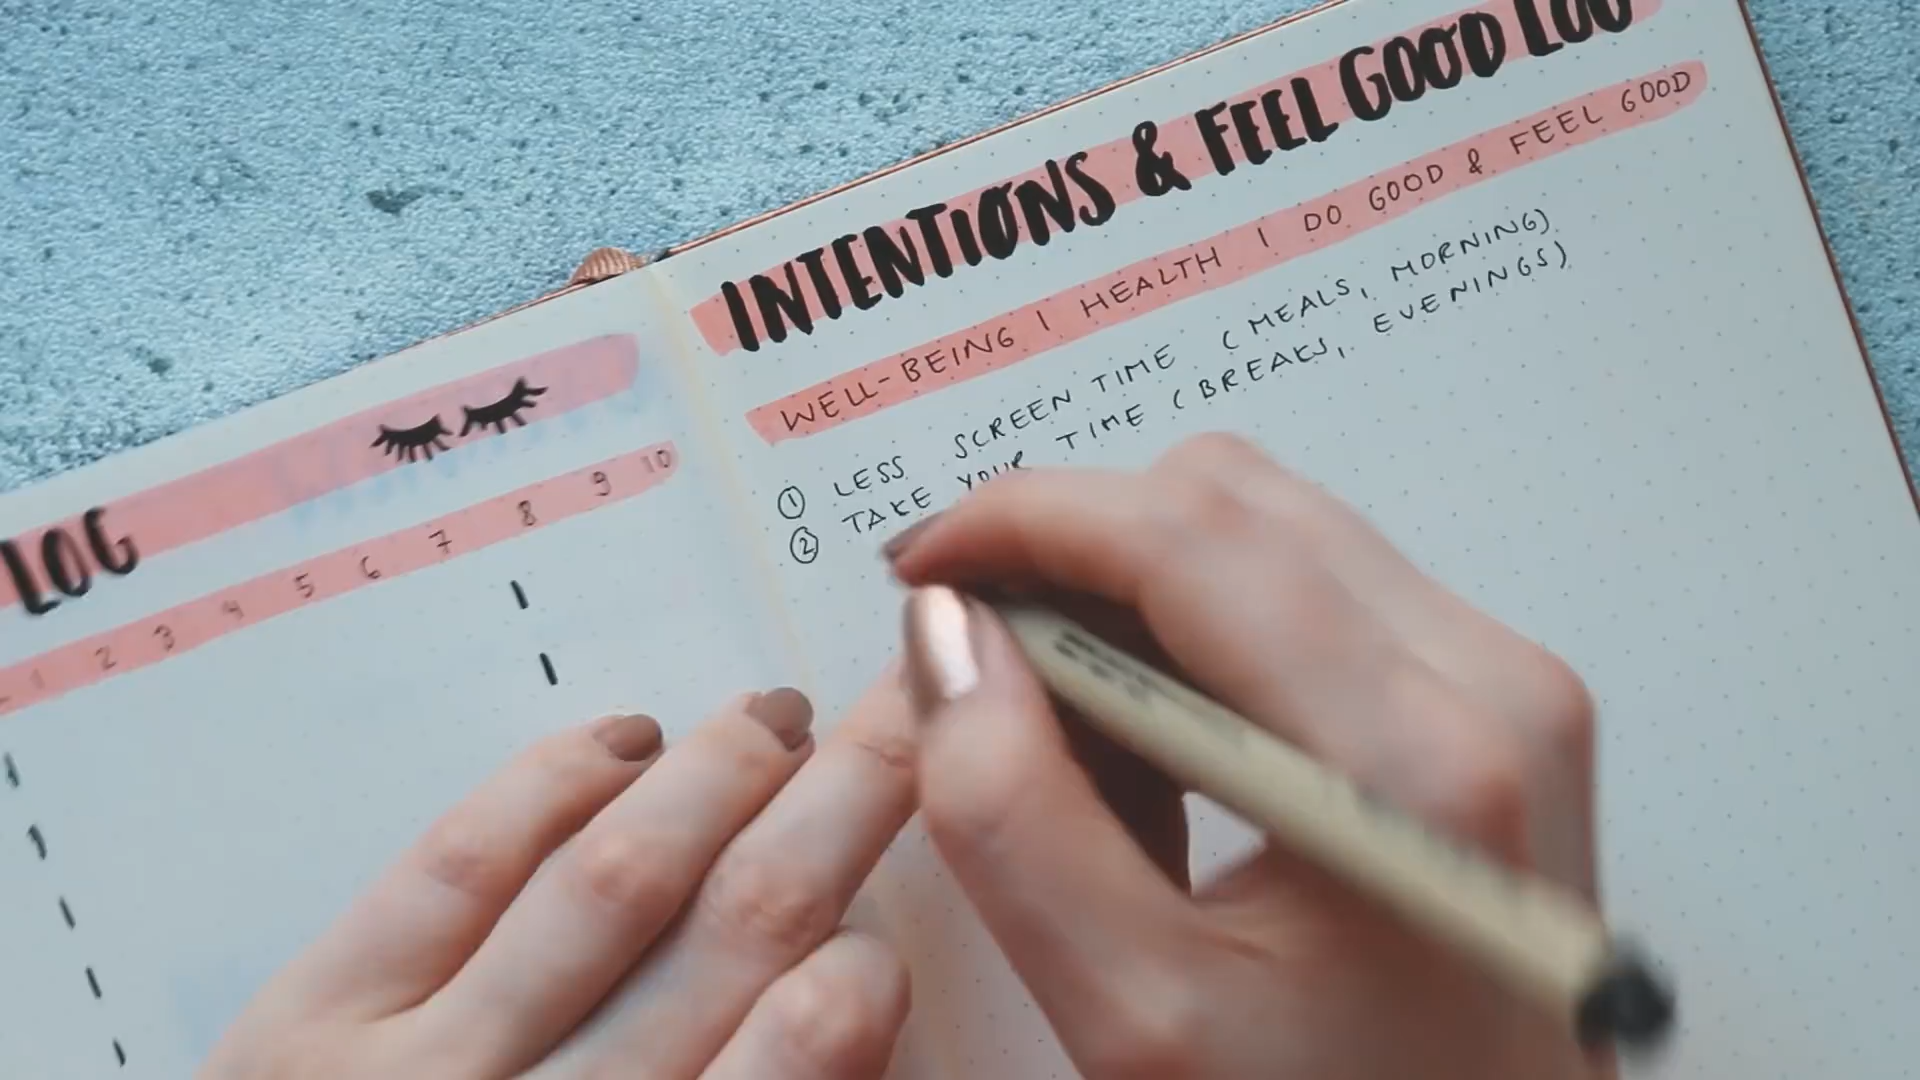 LOG
1 2 3 4 5 6 7 8 9 10
INTENTIONS & FEEL GOOD LOG
WELL-BEING | HEALTH | DO GOOD & FEEL GOOD
① LESS SCREEN TIME (MEALS, MORNING)
② TAKE YOUR TIME (BREAKS, EVENINGS)